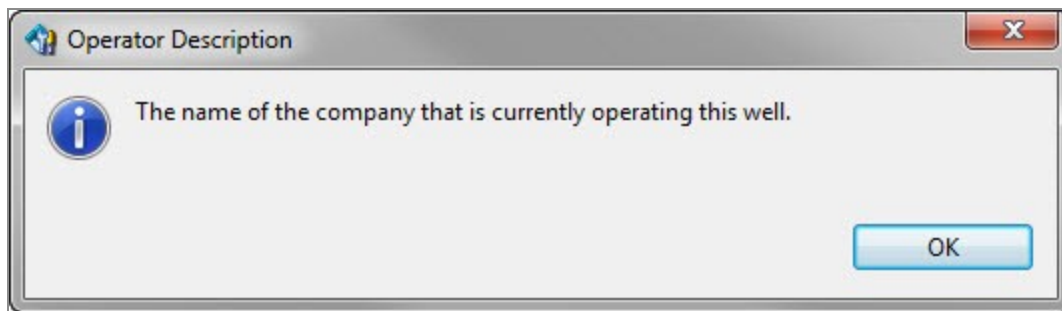 Operator Description
The name of the company that is currently operating this well.
OK